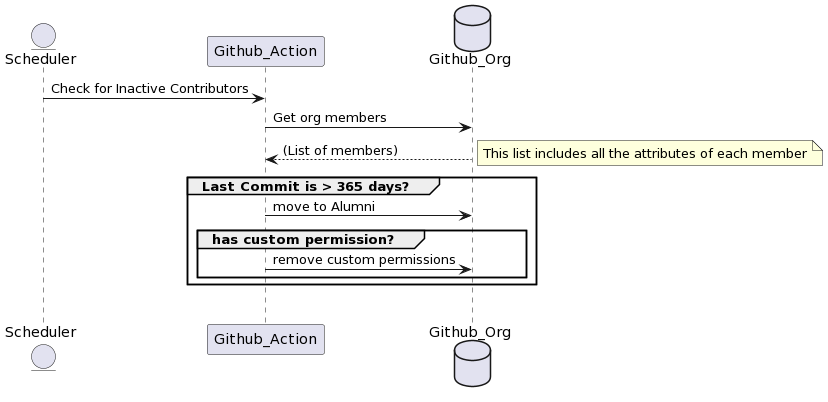 Scheduler
Github_Action
Github_Org
Check for Inactive Contributors
Get org members
(List of members)
This list includes all the attributes of each member
Last Commit is > 365 days?
move to Alumni
has custom permission?
remove custom permissions
Scheduler
Github_Action
Github_Org